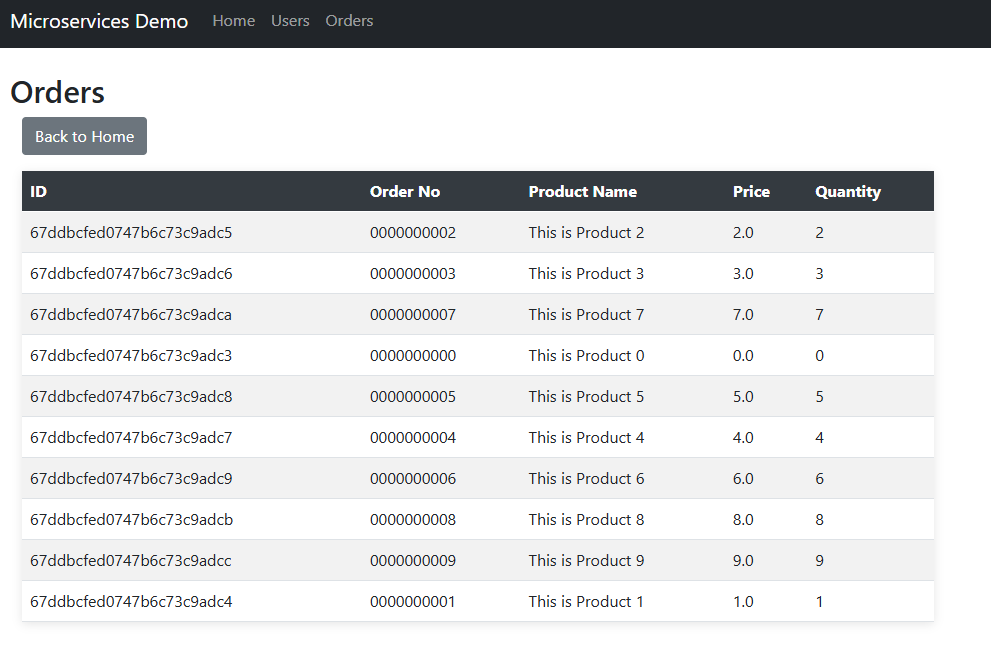 Microservices Demo Home Users Orders
Orders
Back to Home
ID Order No Product Name Price Quantity
67ddbcfed0747b6c73c9adc5 0000000002 This is Product 2 2.0 2
67ddbcfed0747b6c73c9adc6 0000000003 This is Product 3 3.0 3
67ddbcfed0747b6c73c9adca 0000000007 This is Product 7 7.0 7
67ddbcfed0747b6c73c9adc3 0000000000 This is Product 0 0.0 0
67ddbcfed0747b6c73c9adc8 0000000005 This is Product 5 5.0 5
67ddbcfed0747b6c73c9adc7 0000000004 This is Product 4 4.0 4
67ddbcfed0747b6c73c9adc9 0000000006 This is Product 6 6.0 6
67ddbcfed0747b6c73c9adcb 0000000008 This is Product 8 8.0 8
67ddbcfed0747b6c73c9adcc 0000000009 This is Product 9 9.0 9
67ddbcfed0747b6c73c9adc4 0000000001 This is Product 1 1.0 1